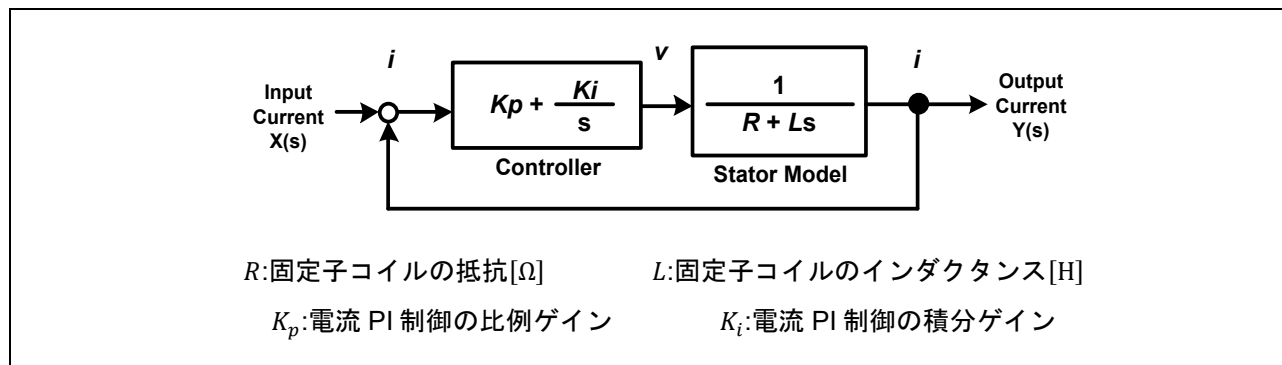 i
v
i
Input
Current
X(s)
Kp + Ki/s
1/(R + Ls)
Output
Current
Y(s)
Controller
Stator Model
R:固定子コイルの抵抗[Ω] L:固定子コイルのインダクタンス[H]
K_p:電流 PI 制御の比例ゲイン K_i:電流 PI 制御の積分ゲイン